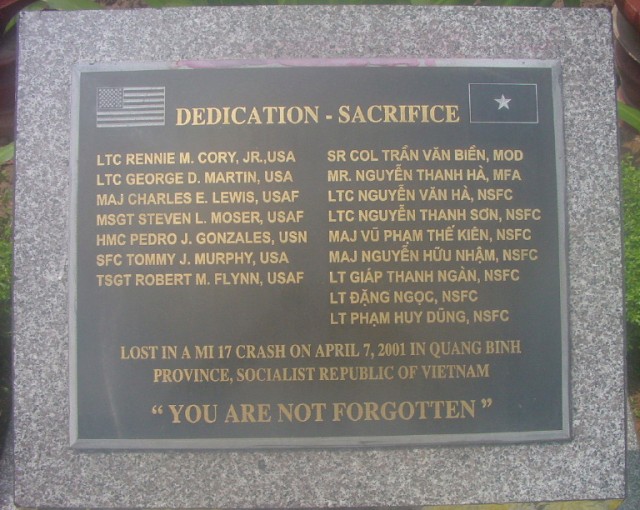 DEDICATION - SACRIFICE
LTC RENNIE M. CORY, JR.,USA
LTC GEORGE D. MARTIN, USA
MAJ CHARLES E. LEWIS, USAF
MSGT STEVEN L. MOSER, USAF
HMC PEDRO J. GONZALES, USN
SFC TOMMY J. MURPHY, USA
TSGT ROBERT M. FLYNN, USAF
SR COL TRẦN VĂN BIỀN, MOD
MR. NGUYỄN THANH HÀ, MFA
LTC NGUYỄN VĂN HÀ, NSFC
LTC NGUYỄN THANH SƠN, NSFC
MAJ VŨ PHẠM THẾ KIÊN, NSFC
MAJ NGUYỄN HỮU NHẬM, NSFC
LT GIÁP THANH NGÀN, NSFC
LT ĐẶNG NGỌC, NSFC
LT PHẠM HUY DŨNG, NSFC
LOST IN A MI 17 CRASH ON APRIL 7, 2001 IN QUANG BINH
PROVINCE, SOCIALIST REPUBLIC OF VIETNAM
“ YOU ARE NOT FORGOTTEN ”